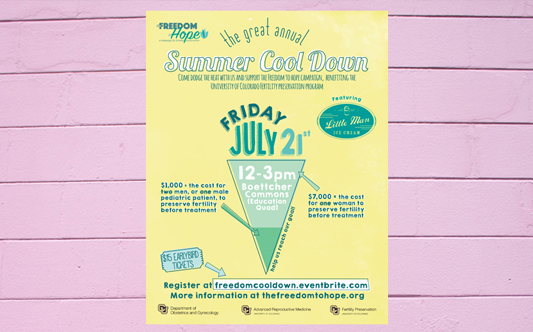 FREEDOM
Hope
the great annual
Summer Cool Down
COME DODGE THE HEAT WITH US AND SUPPORT THE FREEDOM TO HOPE CAMPAIGN, BENEFITING THE
UNIVERSITY OF COLORADO FERTILITY PRESERVATION PROGRAM
featuring
Little Man
ICE CREAM
FRIDAY
JULY 21st
12-3pm
Boettcher
Commons
(Education
Quad)
$1,000 = the cost for
two men, or one male
pediatric patient, to
preserve fertility
before treatment
$7,000 = the cost
for one woman to
preserve fertility
before treatment
help us reach our goal!
$15 EARLYBIRD
TICKETS
Register at freedomcooldown.eventbrite.com
More information at thefreedomtohope.org
Department of
Obstetrics and Gynecology
Advanced Reproductive Medicine
Fertility Preservation